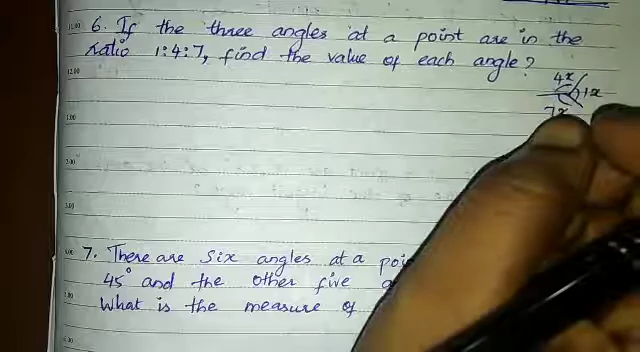 6. If the three angles at a point are in the
ratio 1:4:7, find the value of each angle?
4x
1x
7x
7. There are six angles at a poi
45° and the other five
What is the measure of